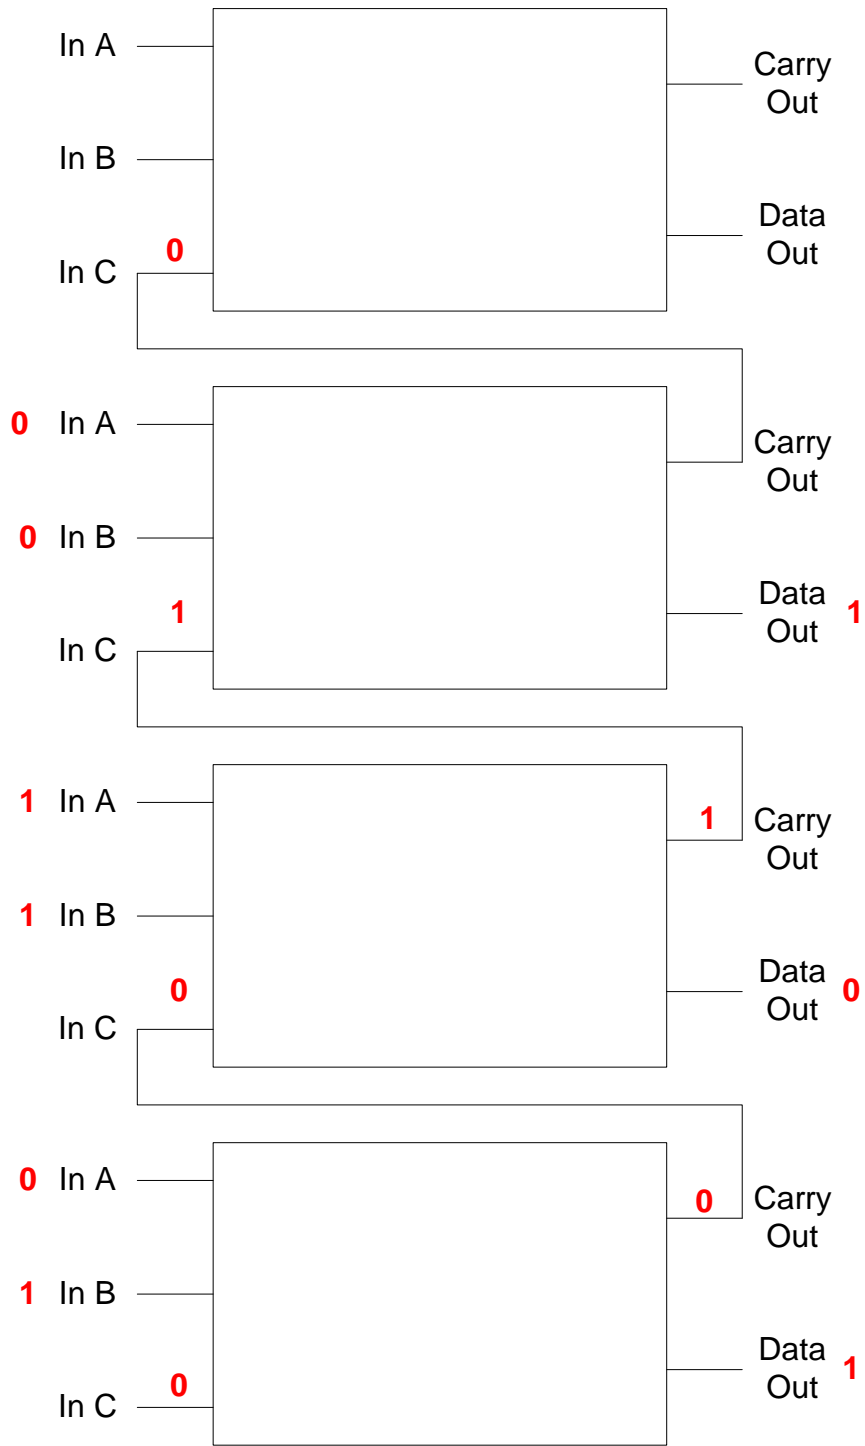 In A
Carry
Out
In B
Data
Out
0
In C
0 In A
Carry
Out
0 In B
Data
Out 1
1
In C
1 In A
1
Carry
Out
1 In B
Data
Out 0
0
In C
0 In A
0
Carry
Out
1 In B
Data
Out 1
0
In C